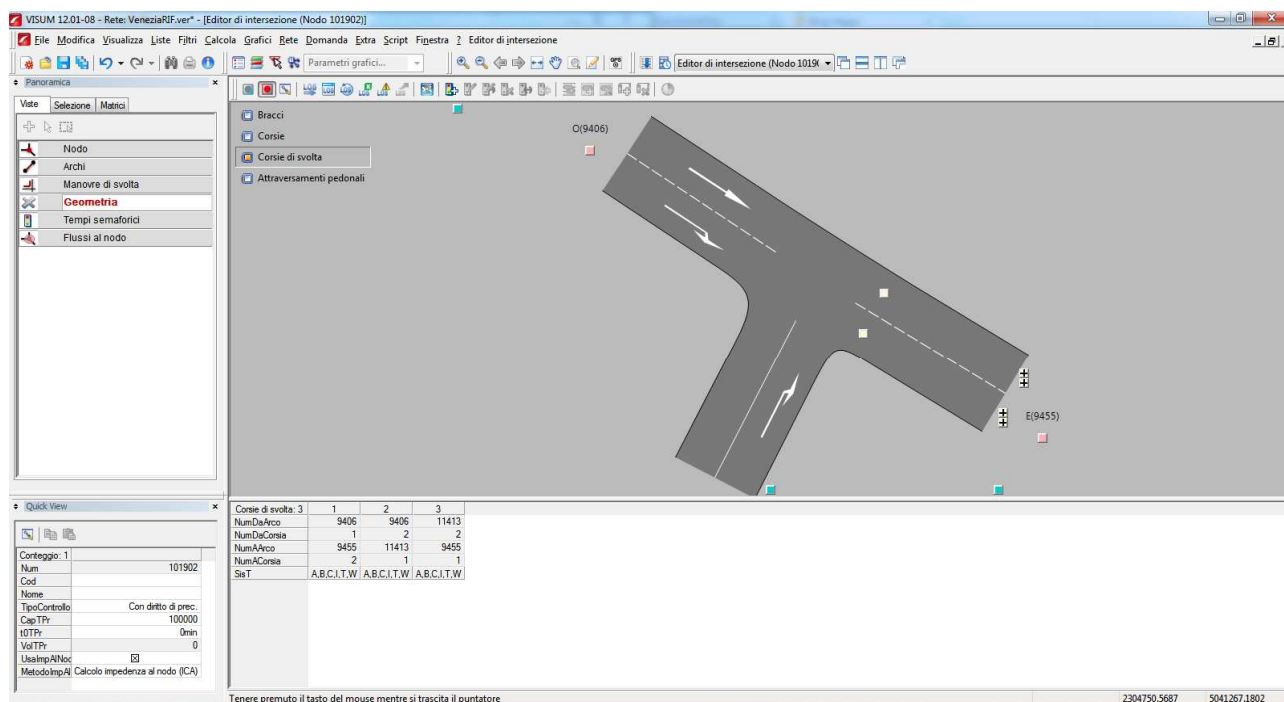 VISUM 12.01-08 - Rete: VeneziaRIF.ver* - [Editor di intersezione (Nodo 101902)]
File Modifica Visualizza Liste Filtri Calcola Grafici Rete Domanda Extra Script Finestra ? Editor di intersezione
Parametri grafici...
Editor di intersezione (Nodo 1019(
Panoramica
Viste Selezione Matrici
Nodo
Archi
Manovre di svolta
Geometria
Tempi semaforici
Flussi al nodo
Bracci
Corsie
Corsie di svolta
Attraversamenti pedonali
O(9406)
E(9455)
Quick View
Conteggio: 1
Num 101902
Cod
Nome
TipoControllo Con diritto di prec.
CapTPr 100000
t0TPr 0min
VolTPr 0
UsaImpAlNoc
MetodoImpAl Calcolo impedenza al nodo (ICA)
Corsie di svolta: 3 1 2 3
NumDaArco 9406 9406 11413
NumDaCorsia 1 2 2
NumAArco 9455 11413 9455
NumACorsia 2 1 1
SisT A,B,C,I,T,W A,B,C,I,T,W A,B,C,I,T,W
Tenere premuto il tasto del mouse mentre si trascita il puntatore
2304750.5687 5041267.1802